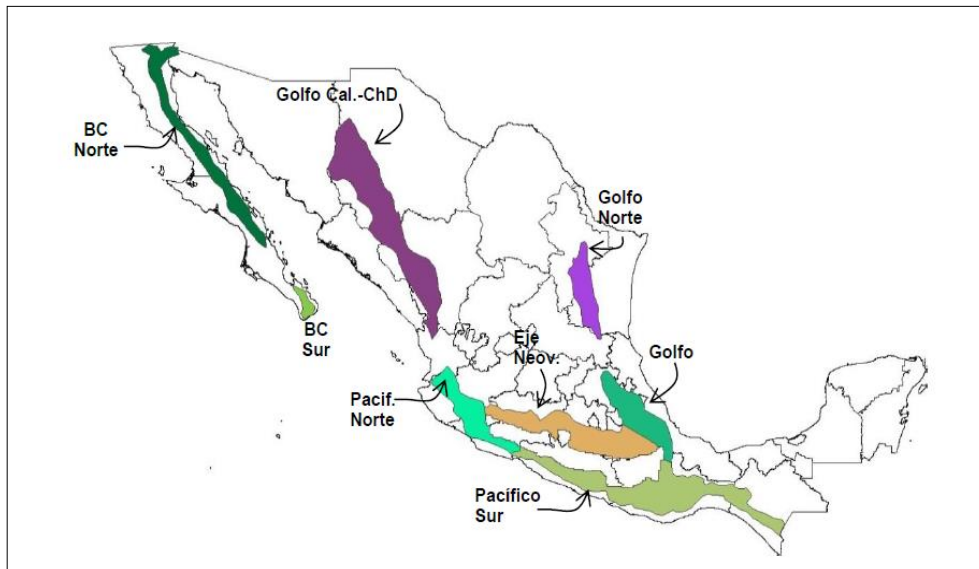 Golfo Cal.-ChD
BC
Norte
Golfo
Norte
BC
Sur
Eje
Neov.
Golfo
Pacif.
Norte
Pacífico
Sur